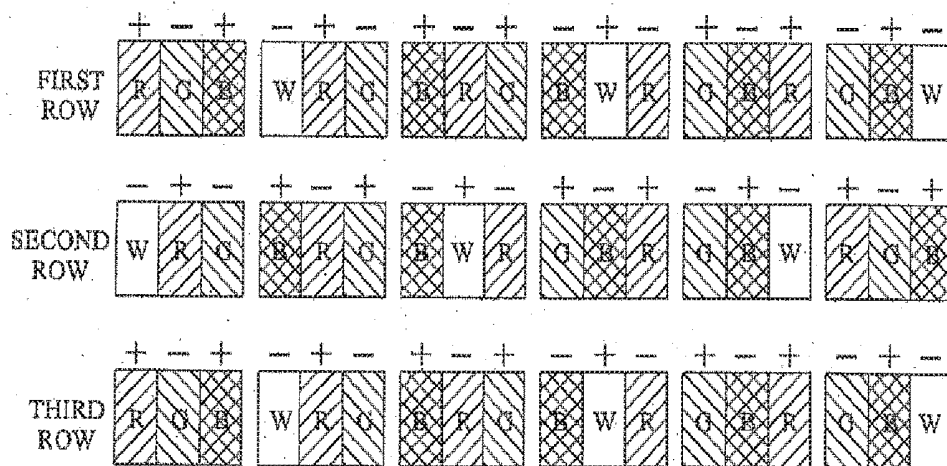 + − + − + − + − + − + − + − + − + −
FIRST ROW R G B W R G B R G B W R G B R G B W
− + − + − + − + − + − + − + − + − +
SECOND ROW W R G B R G B W R G B R G B W R G B
+ − + − + − + − + − + − + − + − + −
THIRD ROW R G B W R G B R G B W R G B R G B W